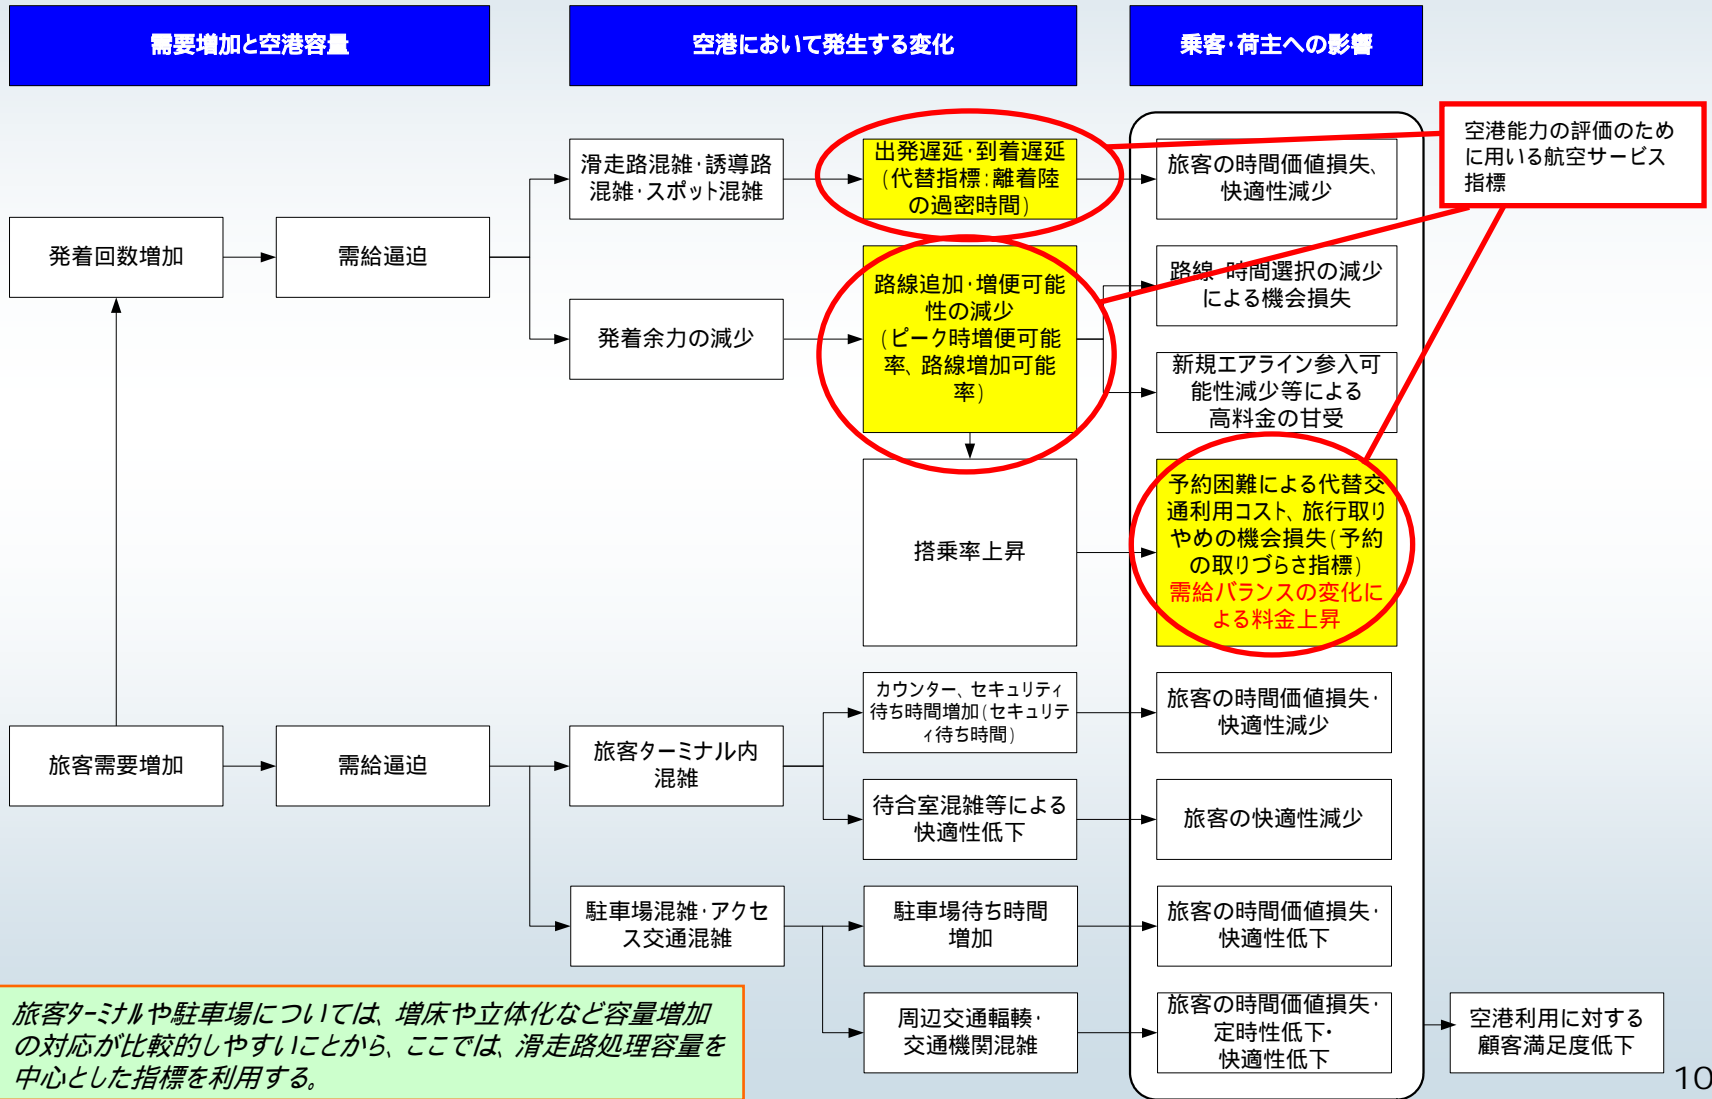 需要増加と空港容量
空港において発生する変化
乗客・荷主への影響
空港能力の評価のため
に用いる航空サービス
指標
滑走路混雑・誘導路
混雑・スポット混雑
出発遅延・到着遅延
(代替指標:離着陸
の過密時間)
旅客の時間価値損失、
快適性減少
発着回数増加
需給逼迫
路線追加・増便可能
性の減少
(ピーク時増便可能
率、路線増加可能
率)
路線・時間選択の減少
による機会損失
発着余力の減少
新規エアライン参入可
能性減少等による
高料金の甘受
搭乗率上昇
予約困難による代替交
通利用コスト、旅行取り
やめの機会損失(予約
の取りづらさ指標)
需給バランスの変化に
よる料金上昇
カウンター、セキュリティ
待ち時間増加(セキュリテ
ィ待ち時間)
旅客の時間価値損失・
快適性減少
旅客需要増加
需給逼迫
旅客ターミナル内
混雑
待合室混雑等による
快適性低下
旅客の快適性減少
駐車場混雑・アクセ
ス交通混雑
駐車場待ち時間
増加
旅客の時間価値損失・
快適性低下
周辺交通輻輳・
交通機関混雑
旅客の時間価値損失・
定時性低下・
快適性低下
空港利用に対する
顧客満足度低下
旅客ターミナルや駐車場については、増床や立体化など容量増加
の対応が比較的しやすいことから、ここでは、滑走路処理容量を
中心とした指標を利用する。
10